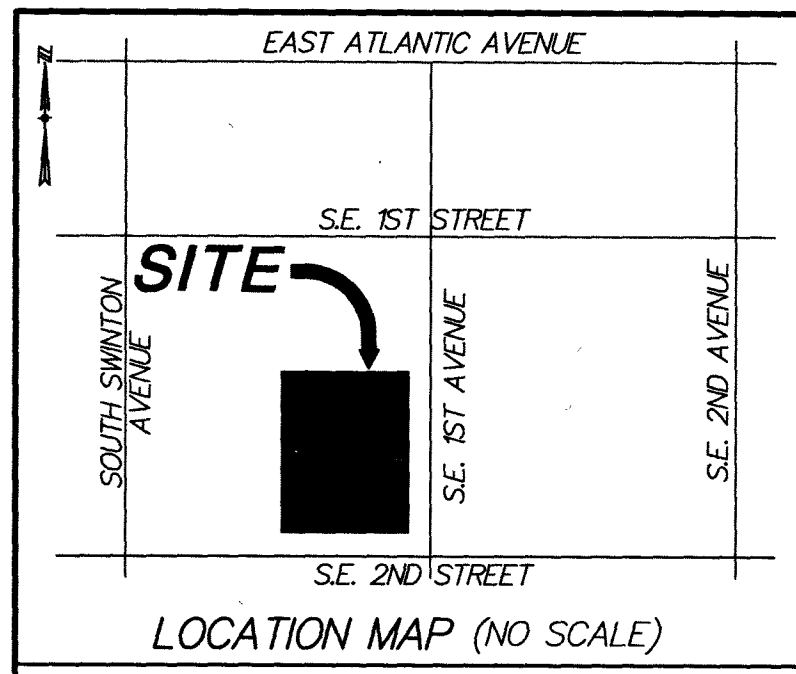 EAST ATLANTIC AVENUE
N
S.E. 1ST STREET
SITE
SOUTH SWINTON
AVENUE
S.E. 1ST AVENUE
S.E. 2ND AVENUE
S.E. 2ND STREET
LOCATION MAP (NO SCALE)